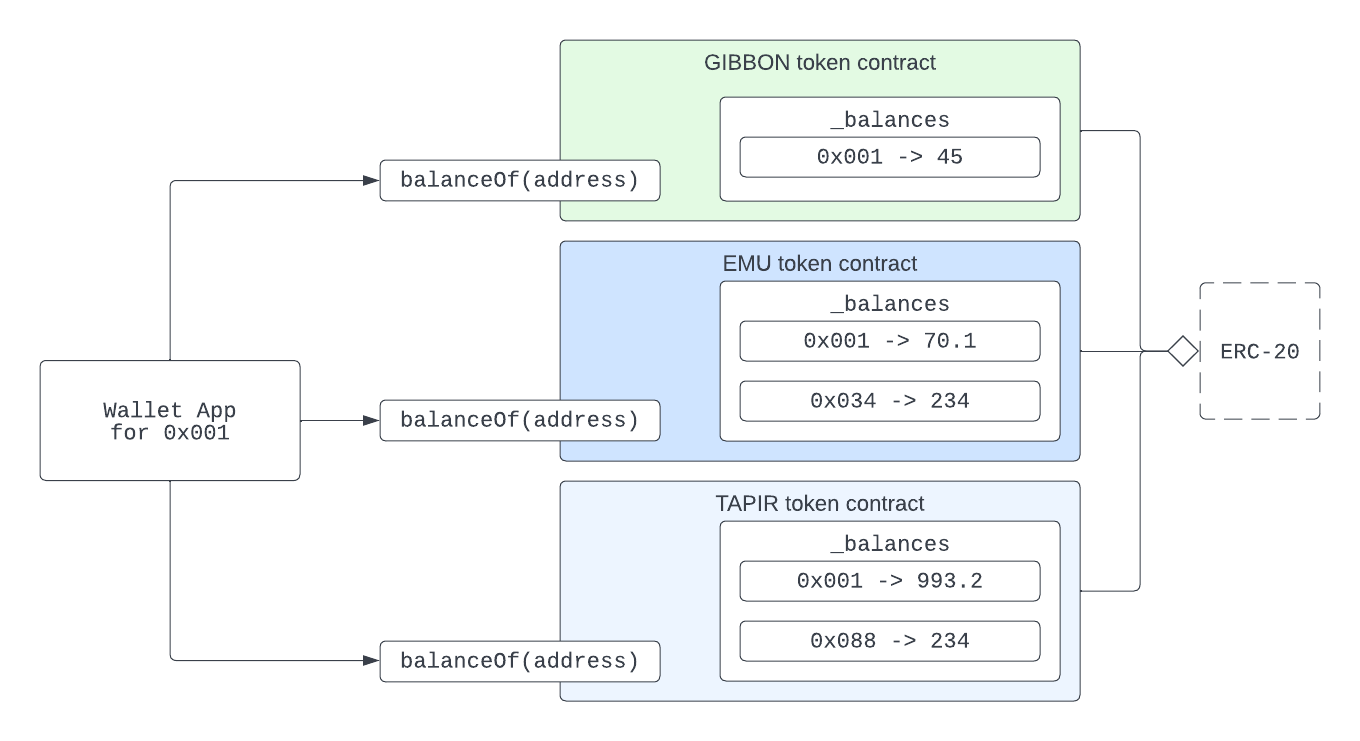 GIBBON token contract
_balances
0x001 -> 45
balanceOf(address)
EMU token contract
_balances
0x001 -> 70.1
0x034 -> 234
balanceOf(address)
Wallet App
for 0x001
ERC-20
TAPIR token contract
_balances
0x001 -> 993.2
0x088 -> 234
balanceOf(address)